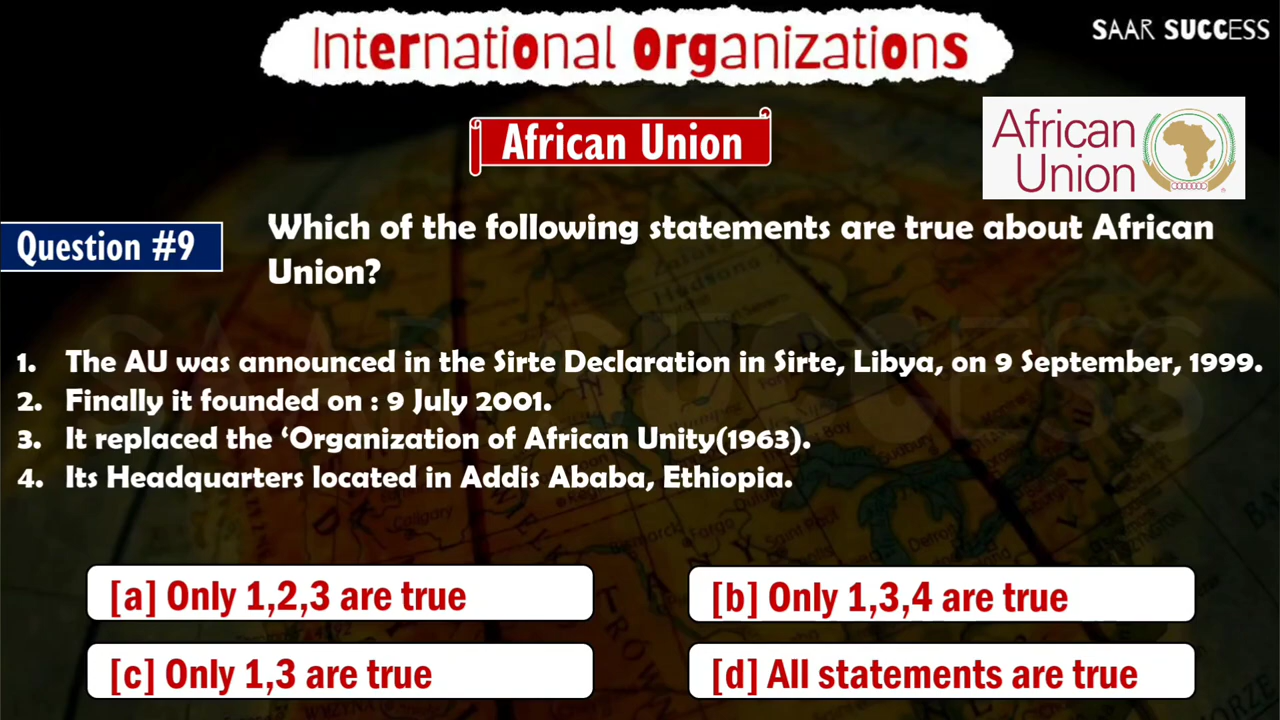 International organizations
SAAR SUCCESS
African Union
African
Union
Question #9
Which of the following statements are true about African
Union?
1. The AU was announced in the Sirte Declaration in Sirte, Libya, on 9 September, 1999.
2. Finally it founded on : 9 July 2001.
3. It replaced the ‘Organization of African Unity(1963).
4. Its Headquarters located in Addis Ababa, Ethiopia.
[a] Only 1,2,3 are true
[b] Only 1,3,4 are true
[c] Only 1,3 are true
[d] All statements are true